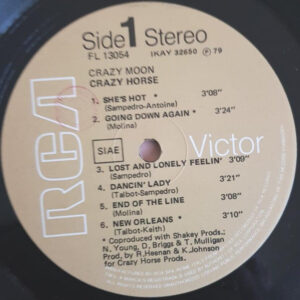 Side 1 Stereo
FL 13054 IKAY 32650 Ⓟ 79
CRAZY MOON
CRAZY HORSE
1. SHE'S HOT * 3'08"
(Sampedro-Antoine)
2. GOING DOWN AGAIN * 3'24"
(Molina)
SIAE
RCA Victor
3. LOST AND LONELY FEELIN' 3'09"
(Sampedro)
4. DANCIN' LADY 3'21"
(Talbot-Sampedro)
5. END OF THE LINE 3'08"
(Molina)
6. NEW ORLEANS * 3'10"
(Talbot-Keith)
* Coproduced with Shakey Prods.:
N. Young, D, Briggs & T. Mulligan
Prod, by R. Heenan & K.Johnson
for Crazy Horse Prods.